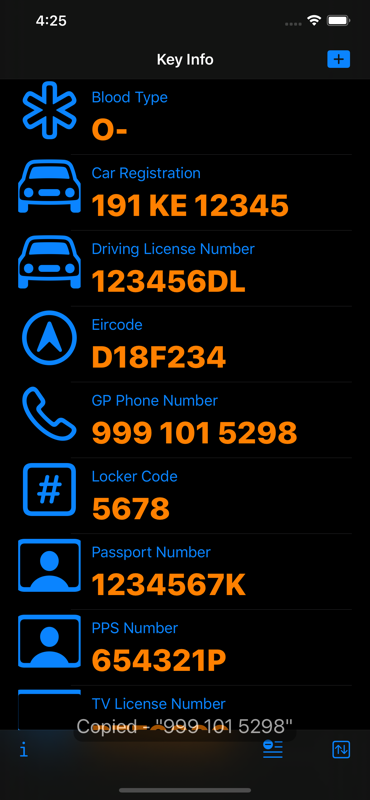 4:25
Key Info
Blood Type
O-
Car Registration
191 KE 12345
Driving License Number
123456DL
Eircode
D18F234
GP Phone Number
999 101 5298
#
Locker Code
5678
Passport Number
1234567K
PPS Number
654321P
TV License Number
Copied - "999 101 5298"